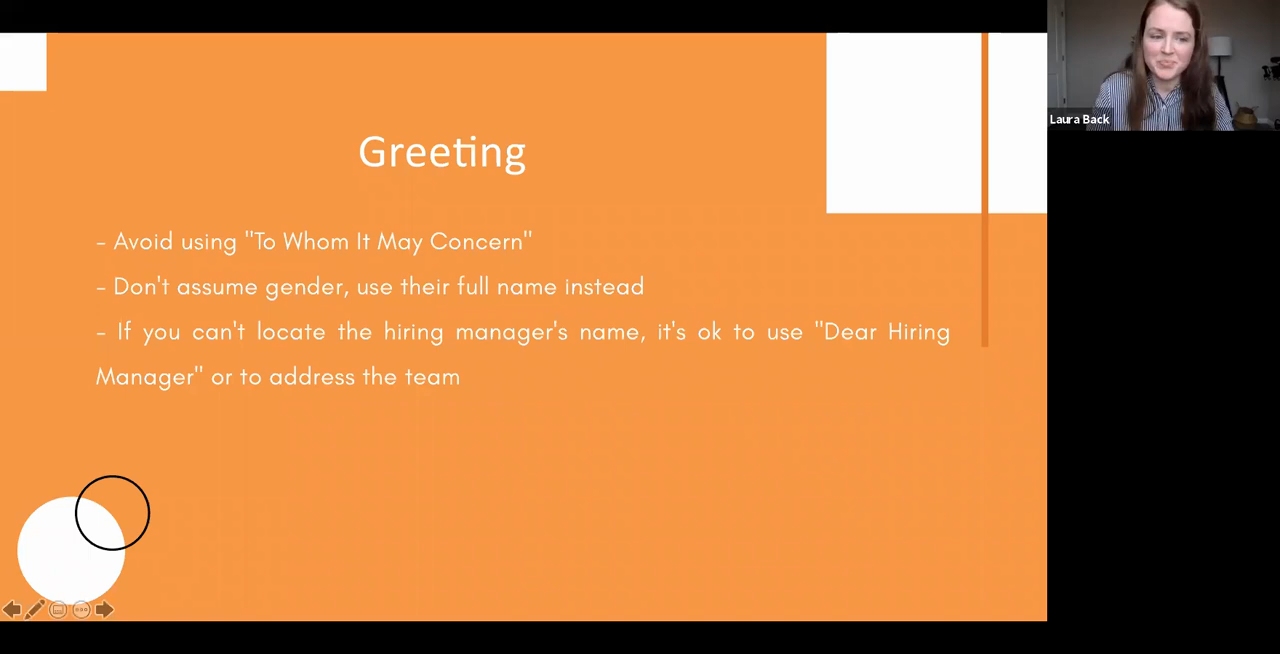 Greeting
- Avoid using "To Whom It May Concern"
- Don't assume gender, use their full name instead
- If you can't locate the hiring manager's name, it's ok to use "Dear Hiring
Manager" or to address the team
Laura Back